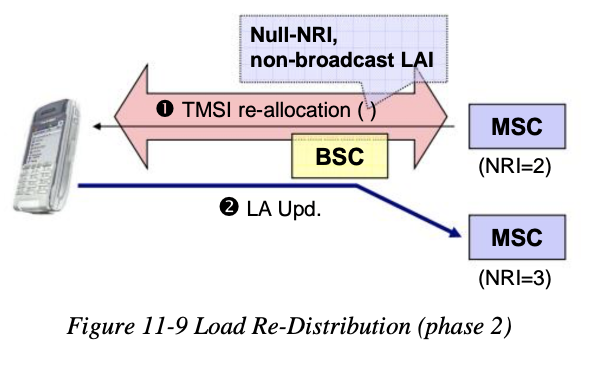 Null-NRI,
non-broadcast LAI
❶ TMSI re-allocation ( )
MSC
BSC
(NRI=2)
❷ LA Upd.
MSC
(NRI=3)
Figure 11-9 Load Re-Distribution (phase 2)